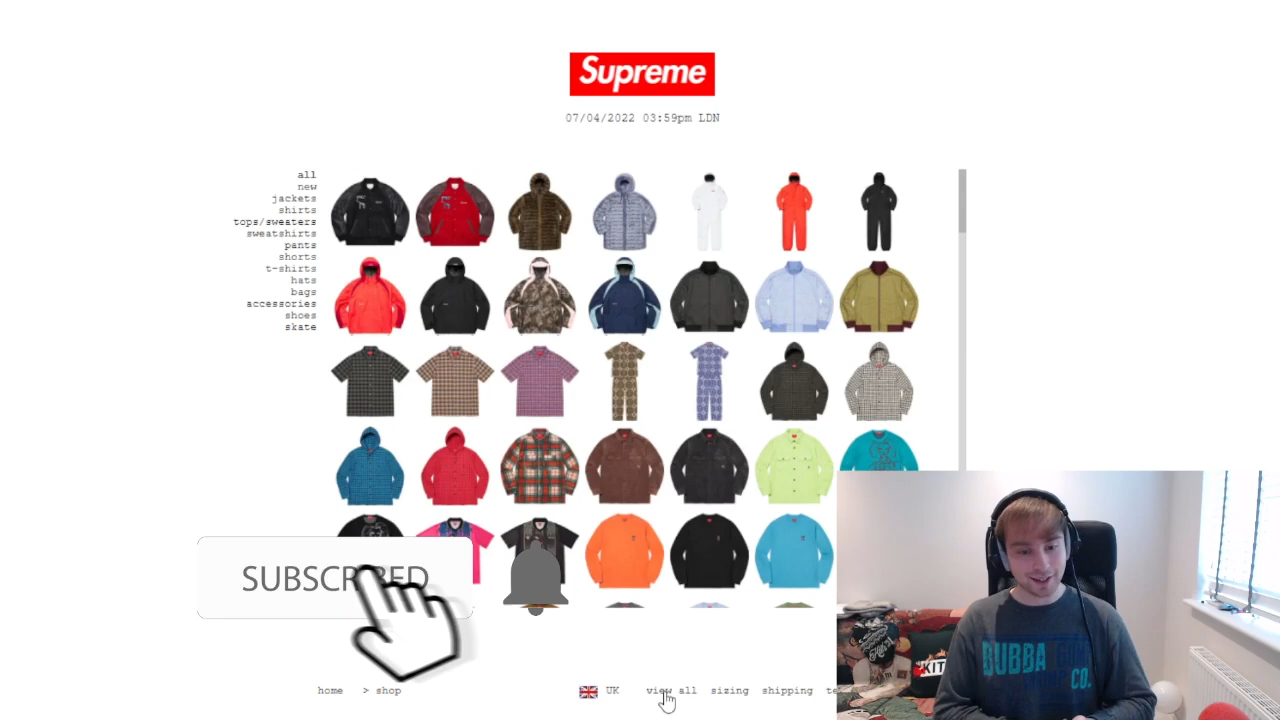 Supreme
07/04/2022 03:59pm LDN
all
new
jackets
shirts
tops/sweaters
sweatshirts
pants
shorts
t-shirts
hats
bags
accessories
shoes
skate
SUBSCRIBED
home > shop
UK view all sizing shipping
BUBBA
CO.
KIT